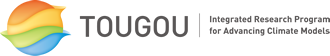 TOUGOU
Integrated Research Program
for Advancing Climate Models